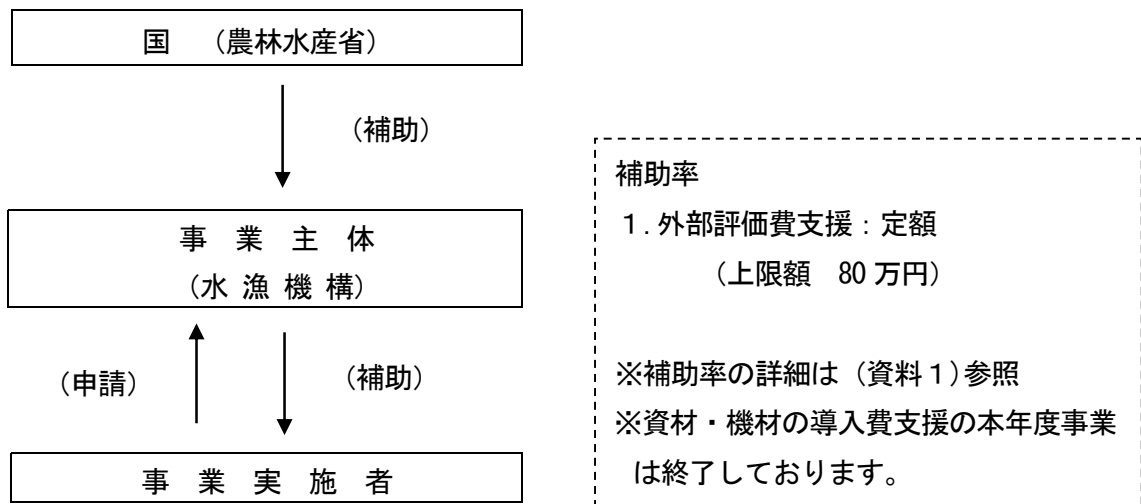 国　（農林水産省）
（補助）
事　業　主　体
（水 漁 機 構）
（申請）
（補助）
事　業　実　施　者
補助率
１．外部評価費支援：定額
（上限額　80 万円）
※補助率の詳細は（資料１）参照
※資材・機材の導入費支援の本年度事業
は終了しております。